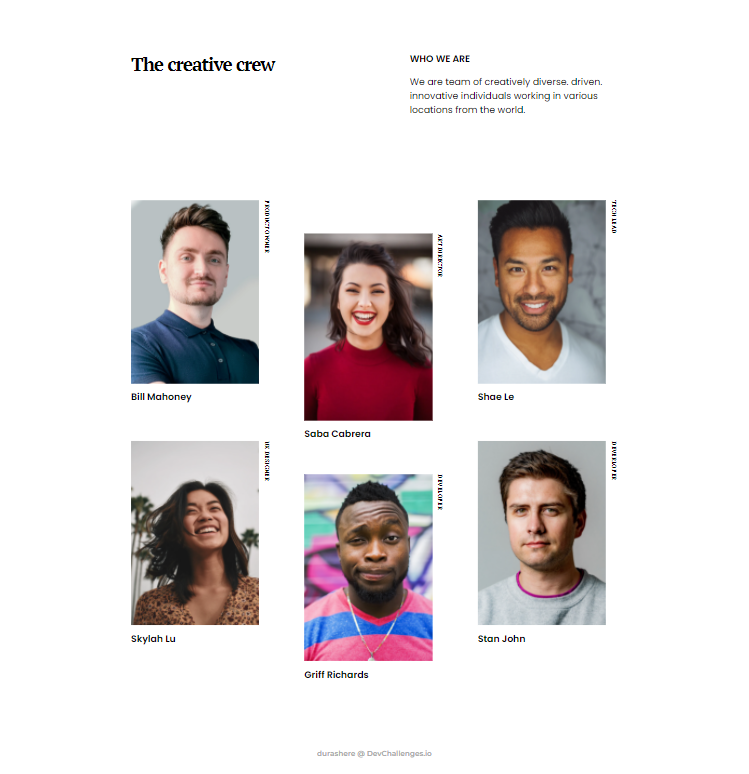 The creative crew
WHO WE ARE
We are team of creatively diverse. driven.
innovative individuals working in various
locations from the world.
PRODUCT OWNER
Bill Mahoney
ART DIRECTOR
Saba Cabrera
TECH LEAD
Shae Le
UX DESIGNER
Skylah Lu
DEVELOPER
Griff Richards
DEVELOPER
Stan John
durashere @ DevChallenges.io